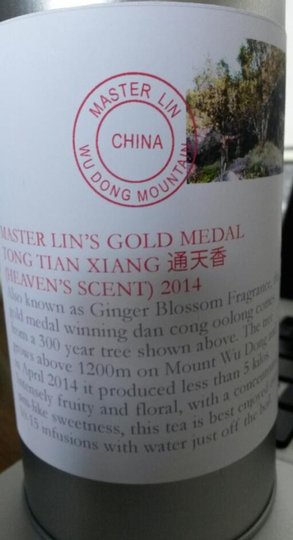 MASTER LIN
CHINA
WU DONG MOUNTAIN
MASTER LIN'S GOLD MEDAL
TONG TIAN XIANG 通天香
(HEAVEN'S SCENT) 2014
Also known as Ginger Blossom Fragrance,
gold medal winning dan cong oolong comes
from a 300 year tree shown above. The tree
grows above 1200m on Mount Wu Dong
in April 2014 it produced less than 5 kilos.
Intensely fruity and floral, with a
sweetness, this tea is best enjoyed
infusions with water just off the boil